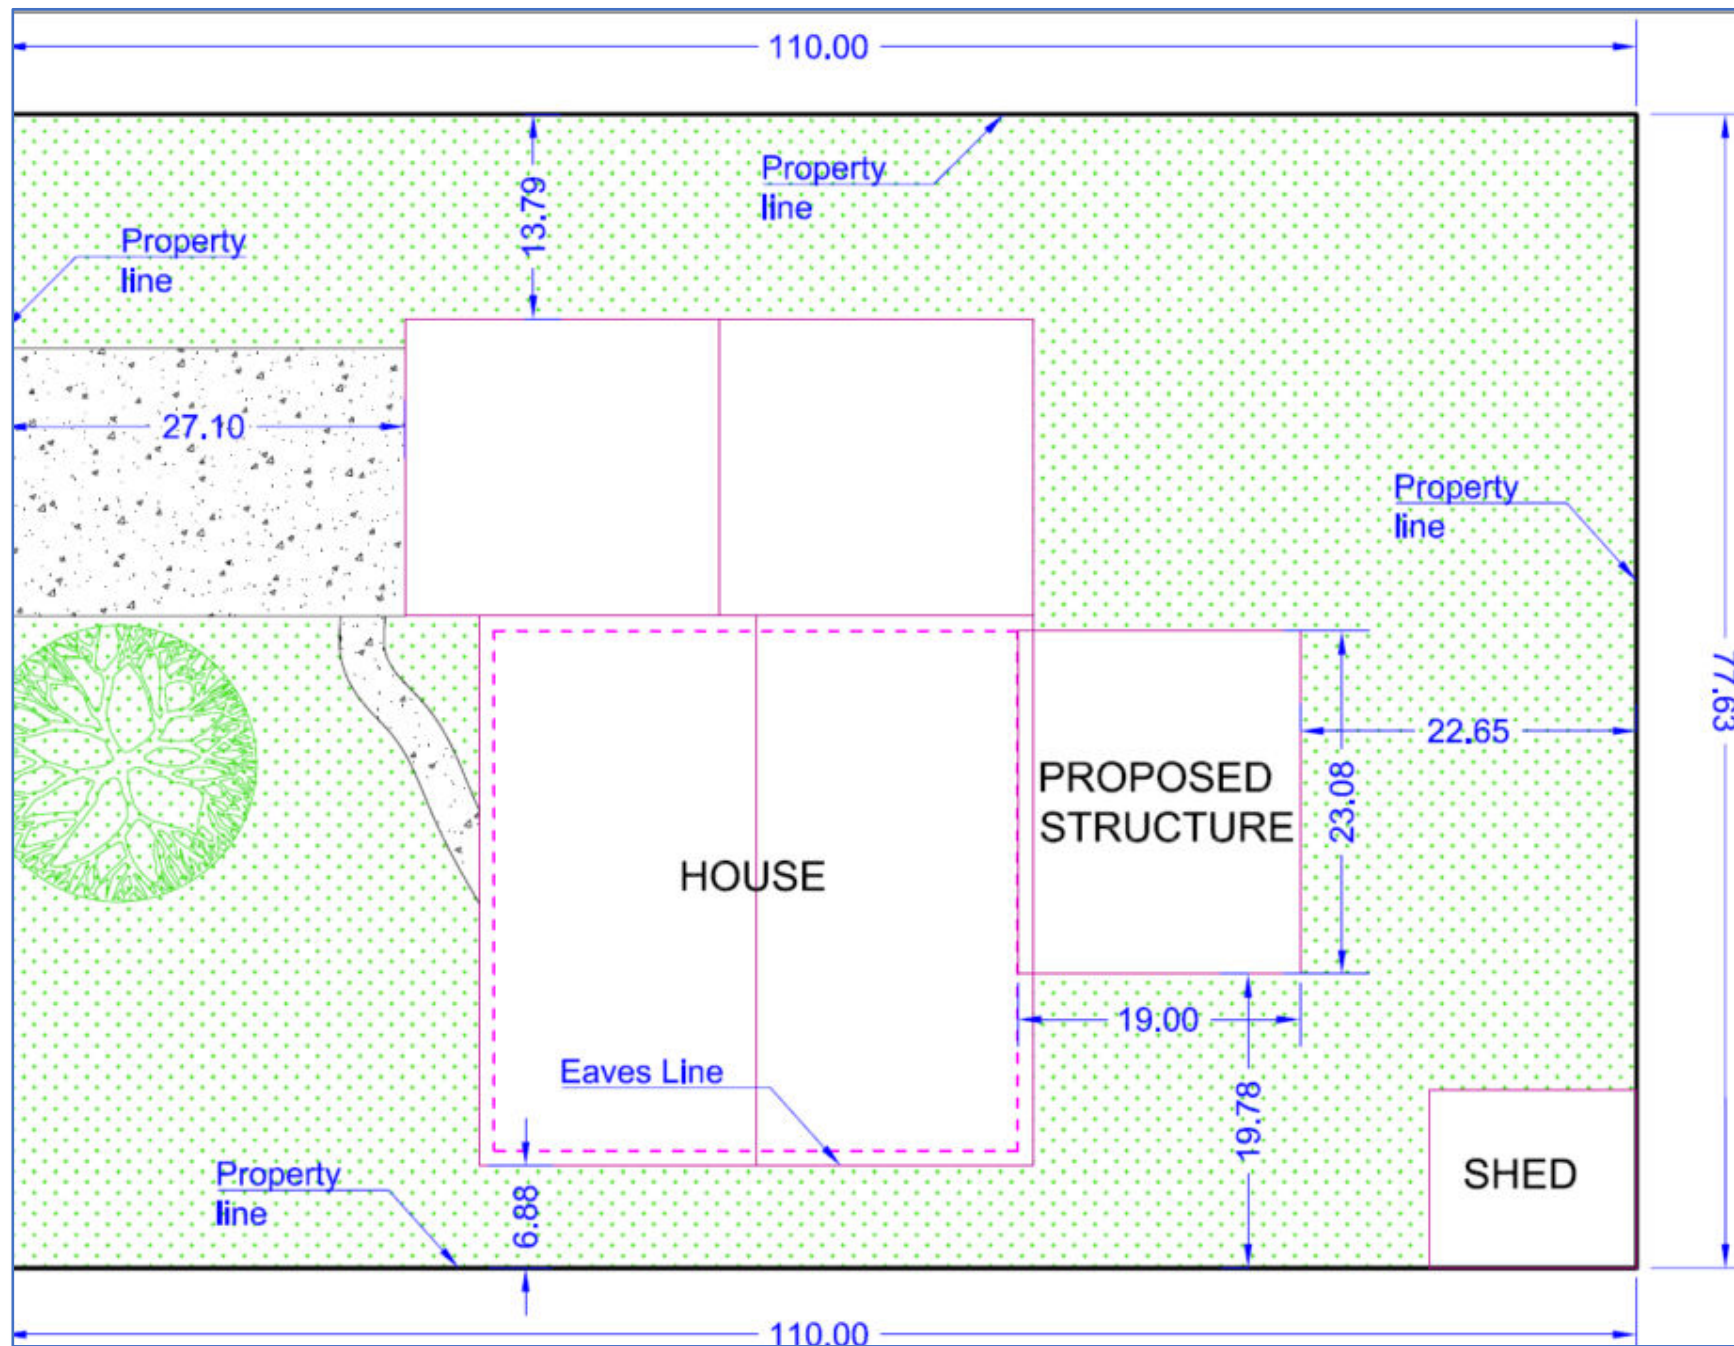 110.00
Property
line
13.79
Property
line
27.10
Property
line
77.63
22.65
PROPOSED
STRUCTURE
23.08
HOUSE
19.00
Eaves Line
19.78
Property
line
6.88
SHED
110.00